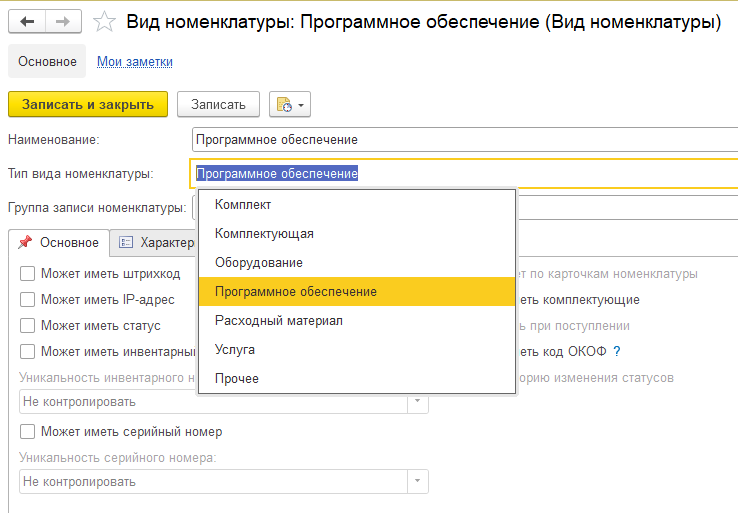 Вид номенклатуры: Программное обеспечение (Вид номенклатуры)
Основное Мои заметки
Записать и закрыть Записать
Наименование: Программное обеспечение
Тип вида номенклатуры: Программное обеспечение
Группа записи номенклатуры:
Комплект
Комплектующая
Оборудование
Программное обеспечение
Расходный материал
Услуга
Прочее
Основное Характер
Может иметь штрихкод ет по карточкам номенклатуры
Может иметь IP-адрес еть комплектующие
Может иметь статус ь при поступлении
Может иметь инвентарны еть код ОКОФ ?
Уникальность инвентарного н орию изменения статусов
Не контролировать
Может иметь серийный номер
Уникальность серийного номера:
Не контролировать